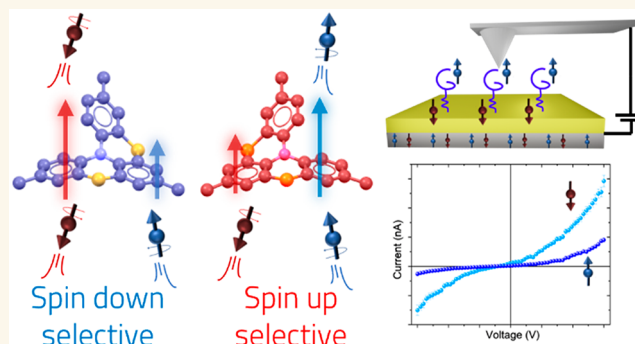 Spin down
selective
Spin up
selective
Current (nA)
Voltage (V)